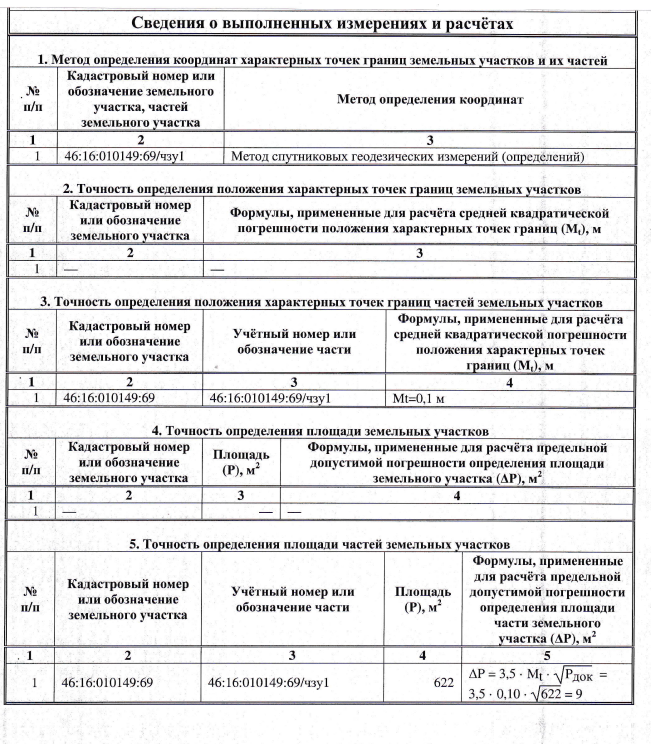 Сведения о выполненных измерениях и расчётах
1. Метод определения координат характерных точек границ земельных участков и их частей
№ п/п
Кадастровый номер или обозначение земельного участка, частей земельного участка
Метод определения координат
1 2 3
1 46:16:010149:69/чзу1 Метод спутниковых геодезических измерений (определений)
2. Точность определения положения характерных точек границ земельных участков
№ п/п
Кадастровый номер или обозначение земельного участка
Формулы, примененные для расчёта средней квадратической погрешности положения характерных точек границ (Mt), м
1 2 3
1 — —
3. Точность определения положения характерных точек границ частей земельных участков
№ п/п
Кадастровый номер или обозначение земельного участка
Учётный номер или обозначение части
Формулы, примененные для расчёта средней квадратической погрешности положения характерных точек границ (Mt), м
1 2 3 4
1 46:16:010149:69 46:16:010149:69/чзу1 Mt=0,1 м
4. Точность определения площади земельных участков
№ п/п
Кадастровый номер или обозначение земельного участка
Площадь (Р), м²
Формулы, примененные для расчёта предельной допустимой погрешности определения площади земельного участка (ΔР), м²
1 2 3 4
1 — — —
5. Точность определения площади частей земельных участков
№ п/п
Кадастровый номер или обозначение земельного участка
Учётный номер или обозначение части
Площадь (Р), м²
Формулы, примененные для расчёта предельной допустимой погрешности определения площади части земельного участка (ΔР), м²
1 2 3 4 5
1 46:16:010149:69 46:16:010149:69/чзу1 622 ΔP = 3,5 · Mt · √Pдок =
3,5 · 0,10 · √622 = 9